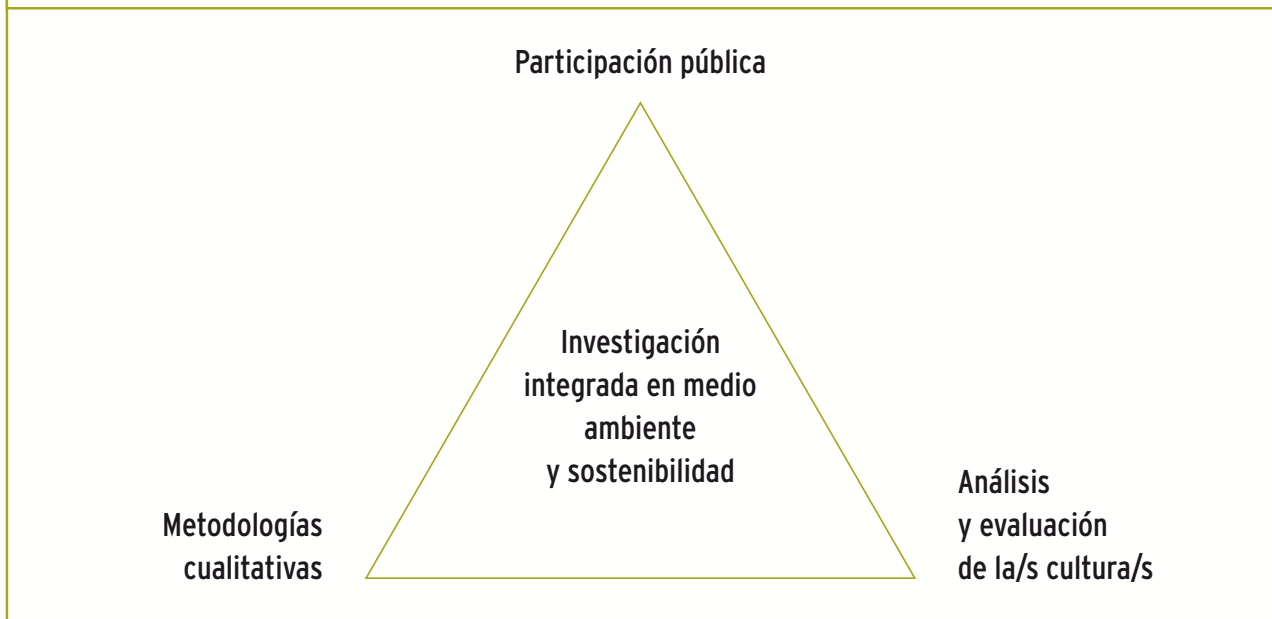 Participación pública
Investigación
integrada en medio
ambiente
y sostenibilidad
Metodologías
cualitativas
Análisis
y evaluación
de la/s cultura/s